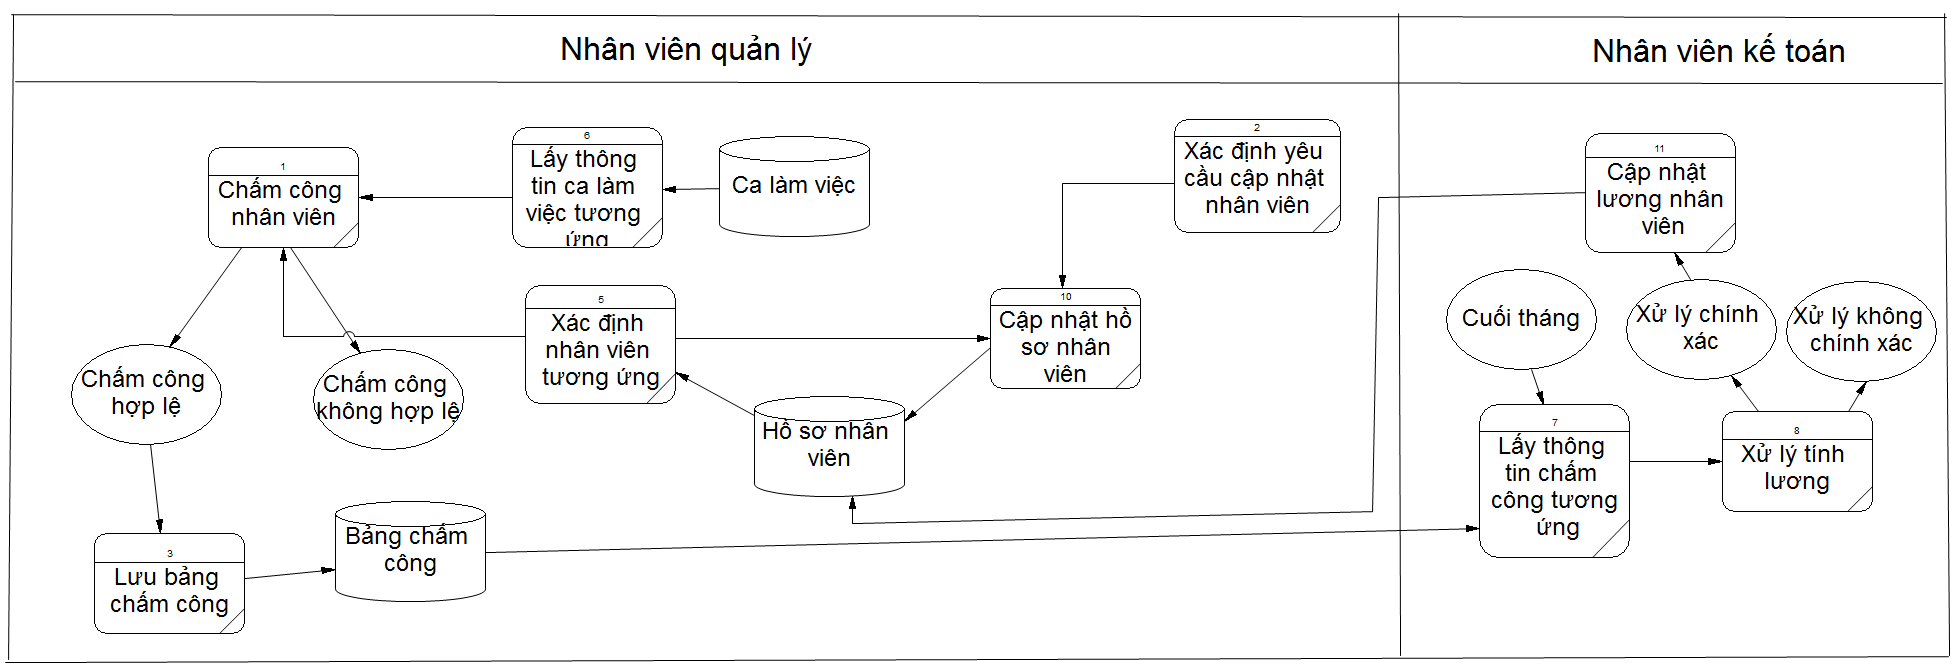 Nhân viên quản lý
Nhân viên kế toán
1
Chấm công
nhân viên
6
Lấy thông
tin ca làm
việc tương
ứng
Ca làm việc
2
Xác định yêu
cầu cập nhật
nhân viên
11
Cập nhật
lương nhân
viên
5
Xác định
nhân viên
tương ứng
10
Cập nhật hồ
sơ nhân
viên
Cuối tháng
Xử lý chính
xác
Xử lý không
chính xác
Chấm công
hợp lệ
Chấm công
không hợp lệ
Hồ sơ nhân
viên
7
Lấy thông
tin chấm
công tương
ứng
8
Xử lý tính
lương
3
Lưu bảng
chấm công
Bảng chấm
công